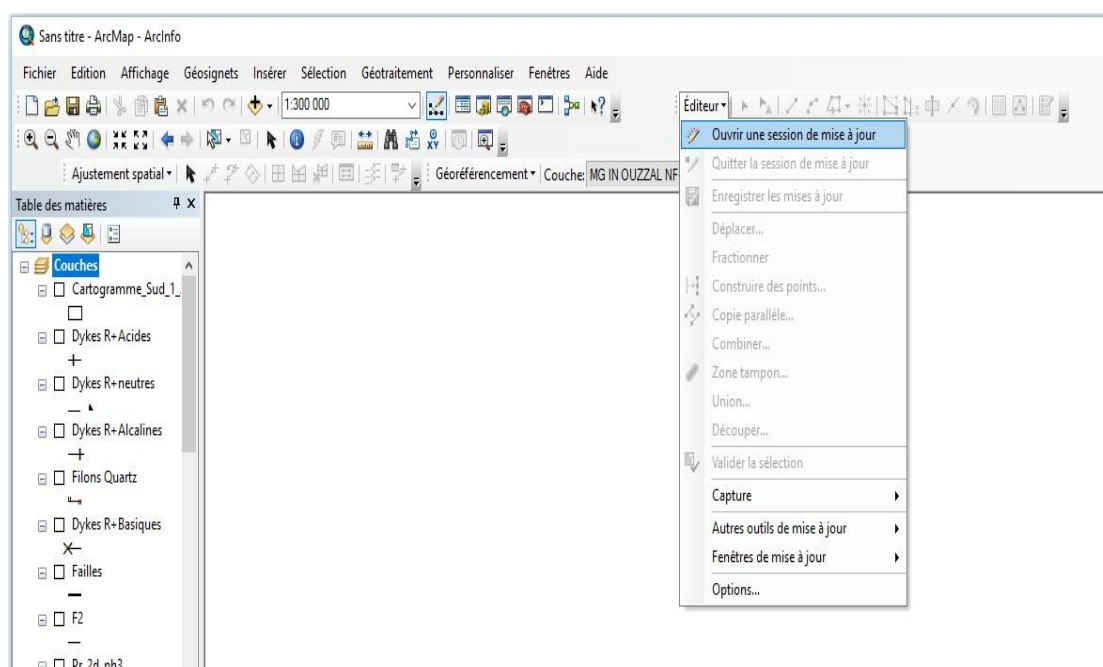 Sans titre - ArcMap - ArcInfo
Fichier Edition Affichage Géosignets Insérer Sélection Géotraitement Personnaliser Fenêtres Aide
1:300 000
Éditeur
Ouvrir une session de mise à jour
Quitter la session de mise à jour
Enregistrer les mises à jour
Déplacer...
Fractionner
Construire des points...
Copie parallèle...
Combiner...
Zone tampon...
Union...
Découper...
Valider la sélection
Capture
Autres outils de mise à jour
Fenêtres de mise à jour
Options...
Ajustement spatial
Géoréférencement Couche: MG IN OUZZAL NF
Table des matières
Couches
Cartogramme_Sud_1_
Dykes R+Acides
Dykes R+neutres
Dykes R+Alcalines
Filons Quartz
Dykes R+Basiques
Failles
F2
Pr_2d_ph3